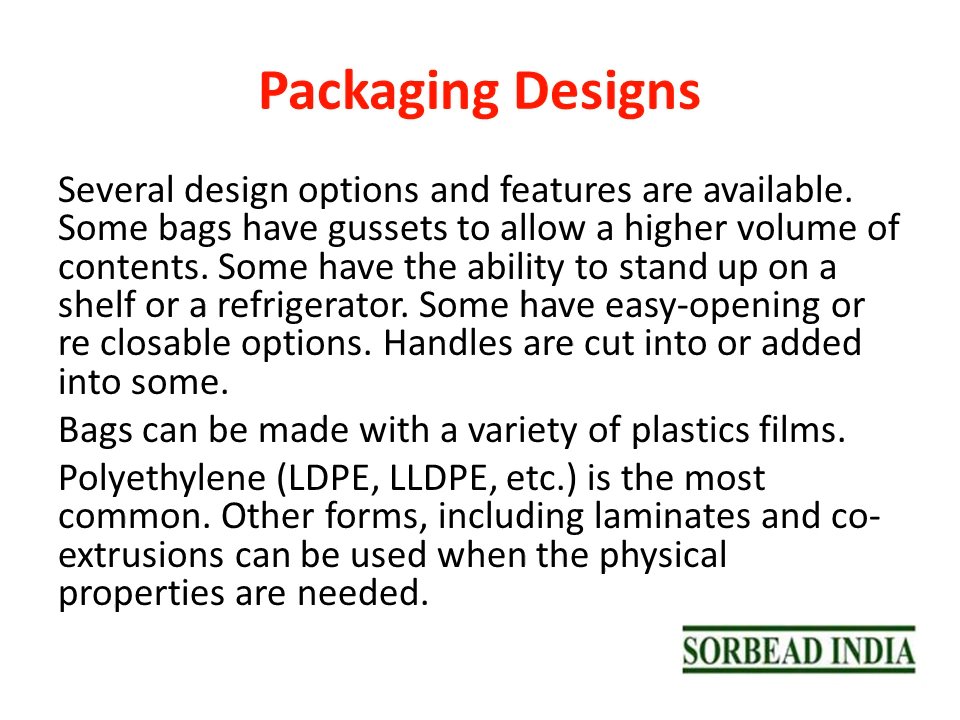 Packaging Designs
Several design options and features are available.
Some bags have gussets to allow a higher volume of
contents. Some have the ability to stand up on a
shelf or a refrigerator. Some have easy-opening or
re closable options. Handles are cut into or added
into some.
Bags can be made with a variety of plastics films.
Polyethylene (LDPE, LLDPE, etc.) is the most
common. Other forms, including laminates and co-
extrusions can be used when the physical
properties are needed.
SORBEAD INDIA